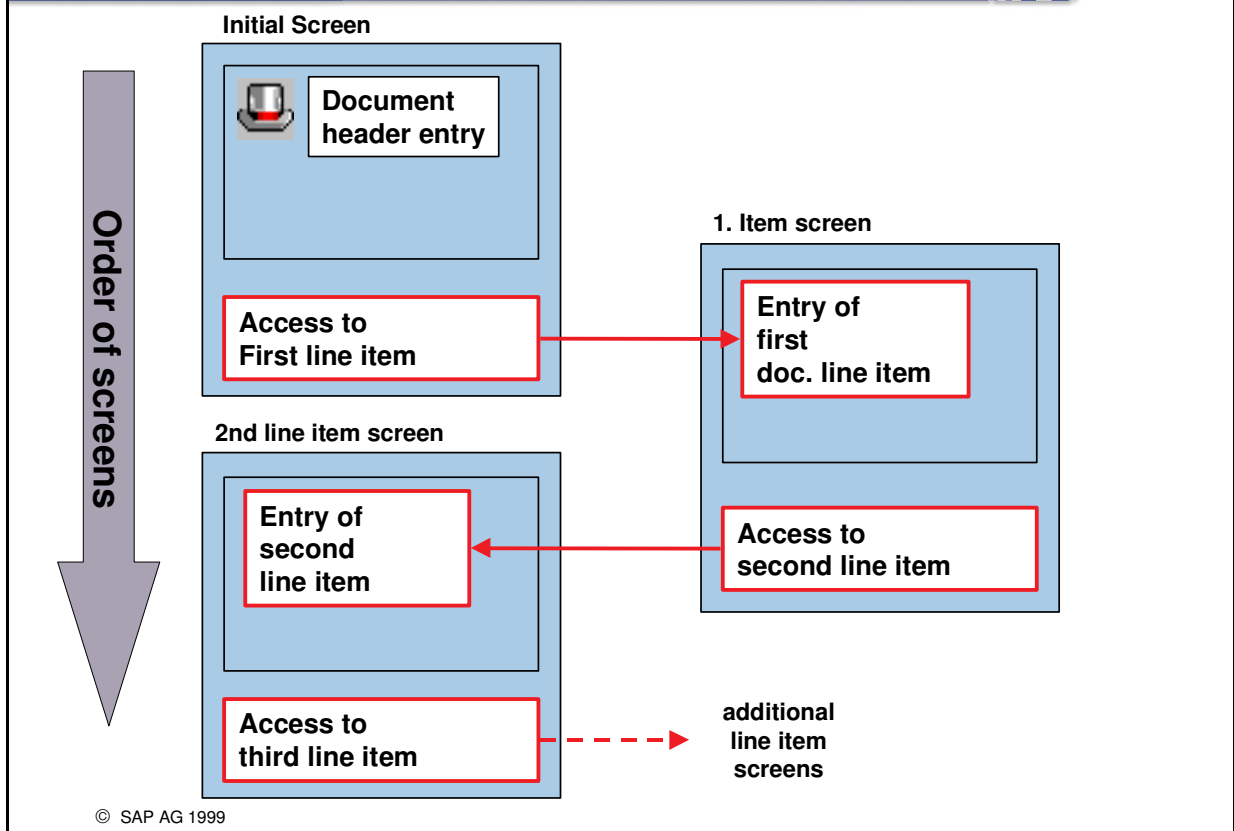 Initial Screen
Document
header entry
Order of screens
Access to
First line item
1. Item screen
Entry of
first
doc. line item
Access to
second line item
2nd line item screen
Entry of
second
line item
Access to
third line item
additional
line item
screens
© SAP AG 1999